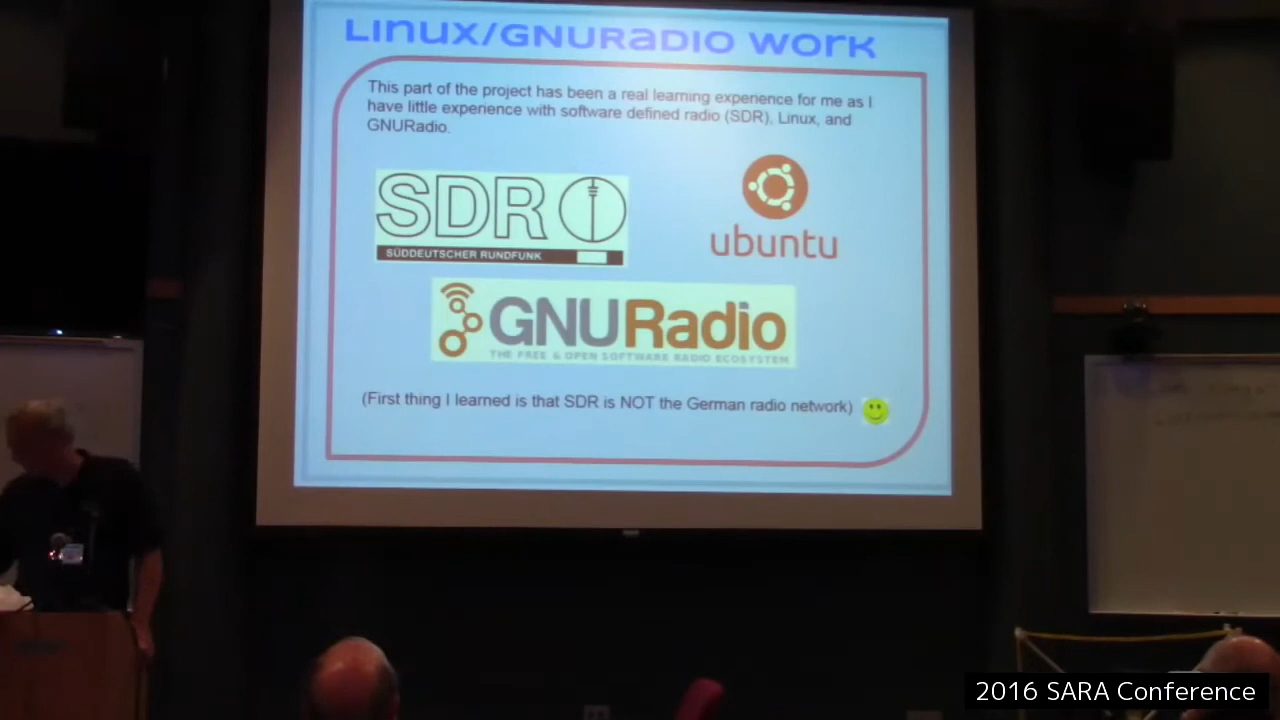 Linux/GNURadio Work
This part of the project has been a real learning experience for me as I
have little experience with software defined radio (SDR), Linux, and
GNURadio.
SDR
SÜDDEUTSCHER RUNDFUNK
ubuntu
GNURadio
THE FREE & OPEN SOFTWARE RADIO ECOSYSTEM
(First thing I learned is that SDR is NOT the German radio network)
2016 SARA Conference